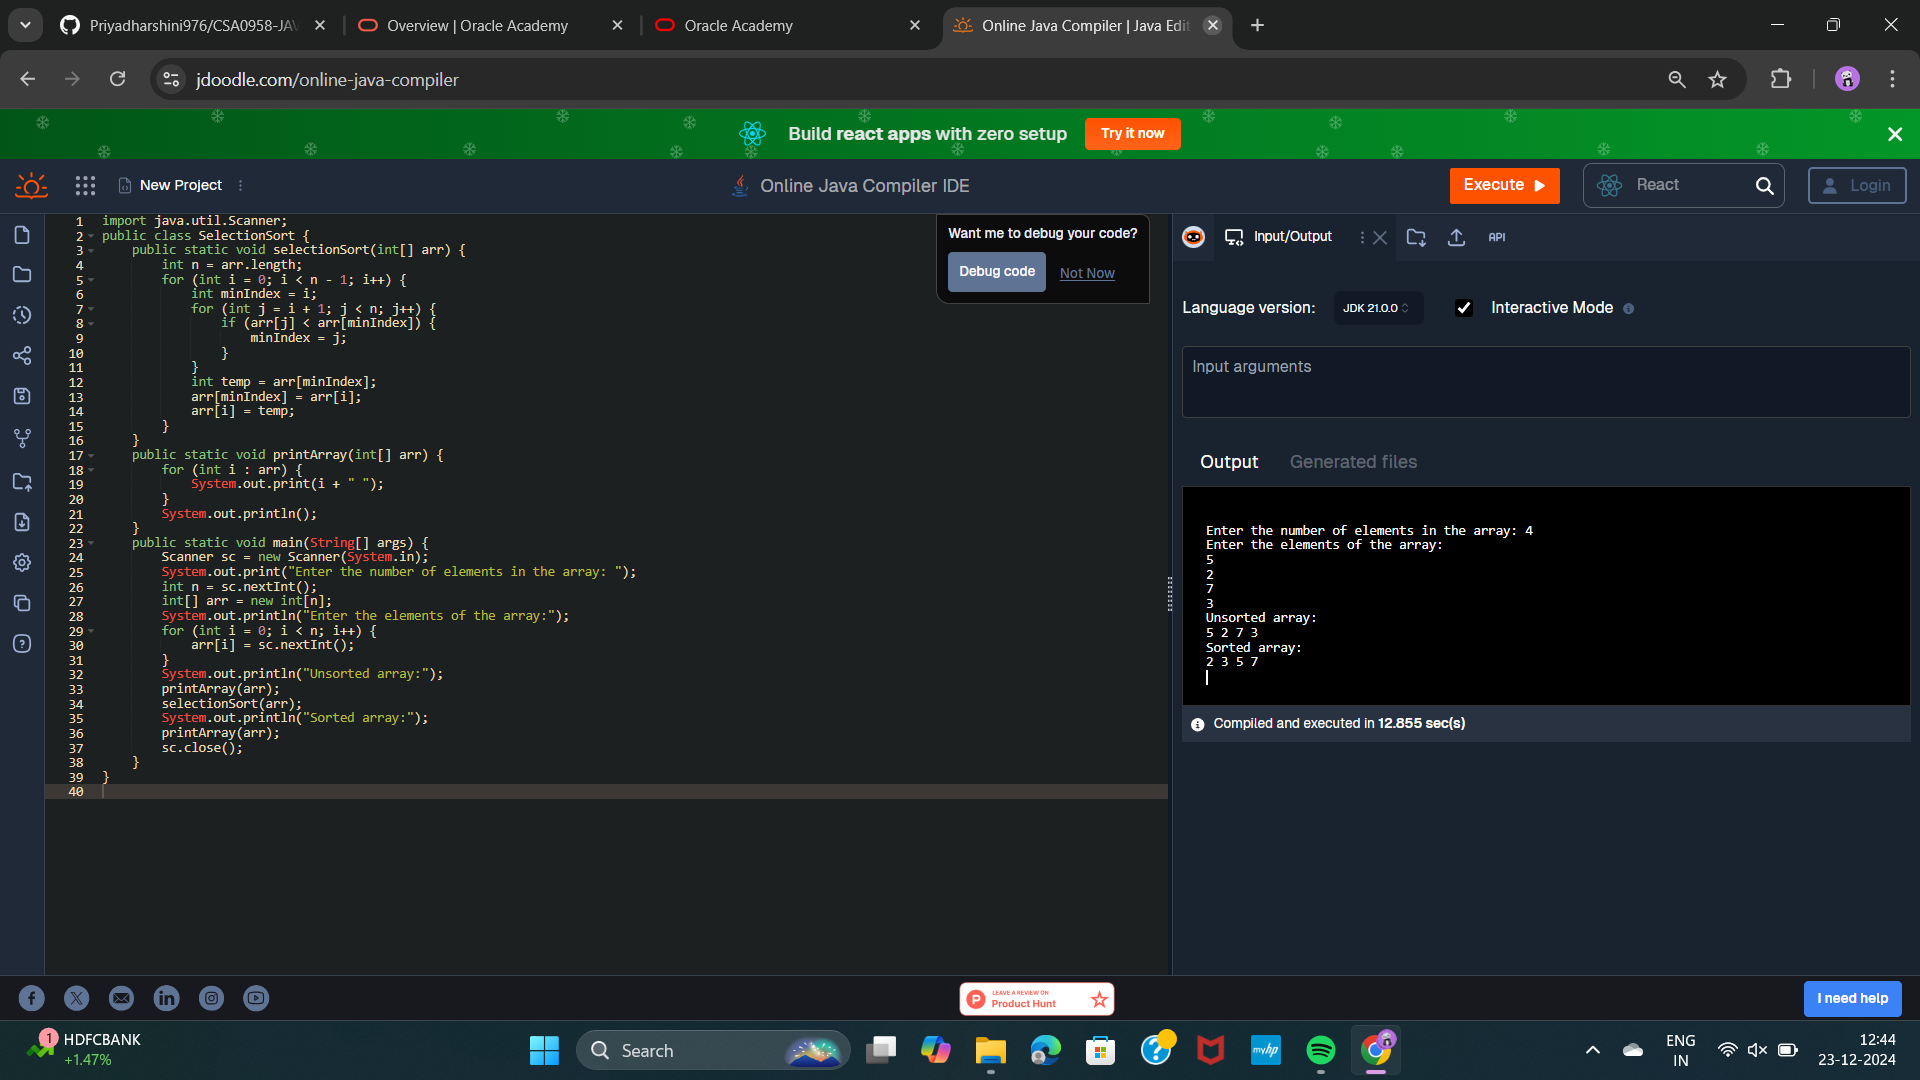 Priyadharshini976/CSA0958-JAV
Overview | Oracle Academy
Oracle Academy
Online Java Compiler | Java Edit
jdoodle.com/online-java-compiler
Build react apps with zero setup
Try it now
New Project
Online Java Compiler IDE
Execute
React
Login
1 import java.util.Scanner;
2 public class SelectionSort {
3     public static void selectionSort(int[] arr) {
4         int n = arr.length;
5         for (int i = 0; i < n - 1; i++) {
6             int minIndex = i;
7             for (int j = i + 1; j < n; j++) {
8                 if (arr[j] < arr[minIndex]) {
9                     minIndex = j;
10                 }
11             }
12             int temp = arr[minIndex];
13             arr[minIndex] = arr[i];
14             arr[i] = temp;
15         }
16     }
17     public static void printArray(int[] arr) {
18         for (int i : arr) {
19             System.out.print(i + " ");
20         }
21         System.out.println();
22     }
23     public static void main(String[] args) {
24         Scanner sc = new Scanner(System.in);
25         System.out.print("Enter the number of elements in the array: ");
26         int n = sc.nextInt();
27         int[] arr = new int[n];
28         System.out.println("Enter the elements of the array:");
29         for (int i = 0; i < n; i++) {
30             arr[i] = sc.nextInt();
31         }
32         System.out.println("Unsorted array:");
33         printArray(arr);
34         selectionSort(arr);
35         System.out.println("Sorted array:");
36         printArray(arr);
37         sc.close();
38     }
39 }
40
Want me to debug your code?
Debug code
Not Now
Input/Output
API
Language version:
JDK 21.0.0
Interactive Mode
Input arguments
Output
Generated files
Enter the number of elements in the array: 4
Enter the elements of the array:
5
2
7
3
Unsorted array:
5 2 7 3
Sorted array:
2 3 5 7
Compiled and executed in 12.855 sec(s)
LEAVE A REVIEW ON
Product Hunt
I need help
1
HDFCBANK
+1.47%
Search
myhp
ENG
IN
12:44
23-12-2024